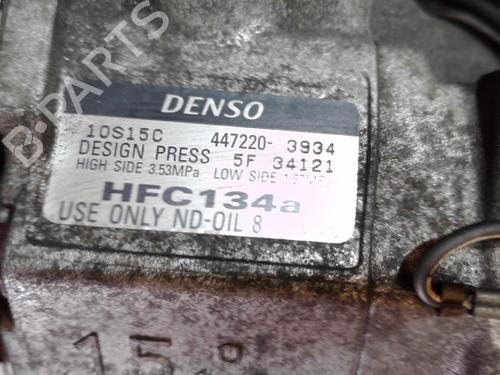 DENSO
10S15C 447220-3934
DESIGN PRESS 5F 34121
HIGH SIDE 3.53MPa LOW SIDE
HFC134a
USE ONLY ND-OIL 8
B-PARTS